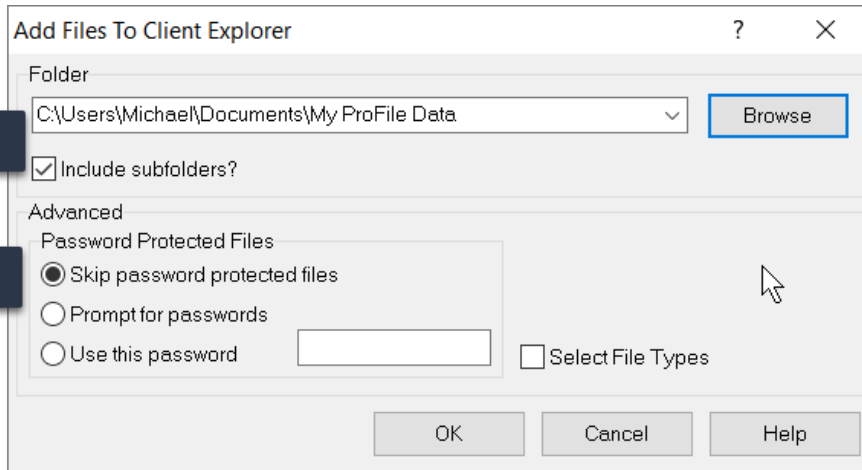 Add Files To Client Explorer ?
Folder
C:\Users\Michael\Documents\My ProFile Data
Browse
Include subfolders?
Advanced
Password Protected Files
Skip password protected files
Prompt for passwords
Use this password
Select File Types
OK Cancel Help